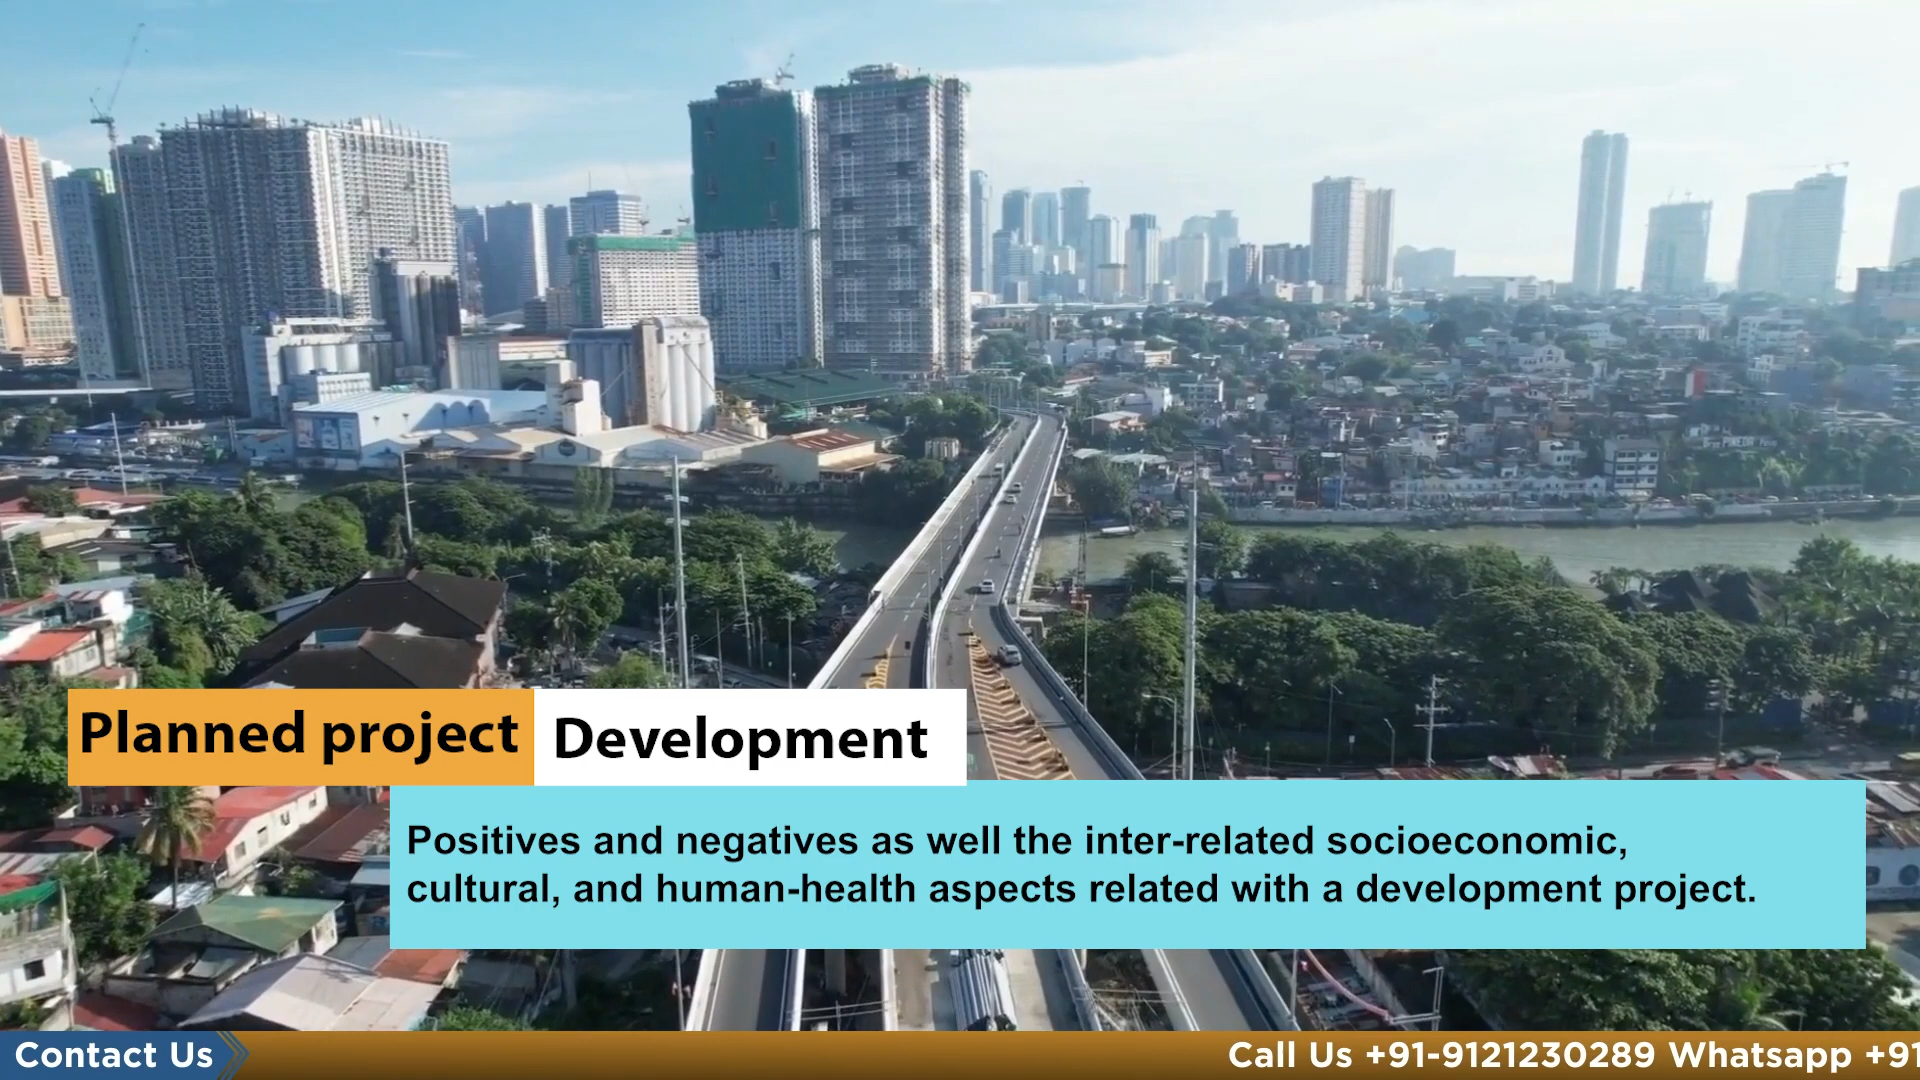 Planned project
Development
Positives and negatives as well the inter-related socioeconomic,
cultural, and human-health aspects related with a development project.
Contact Us
Call Us +91-9121230289 Whatsapp +91